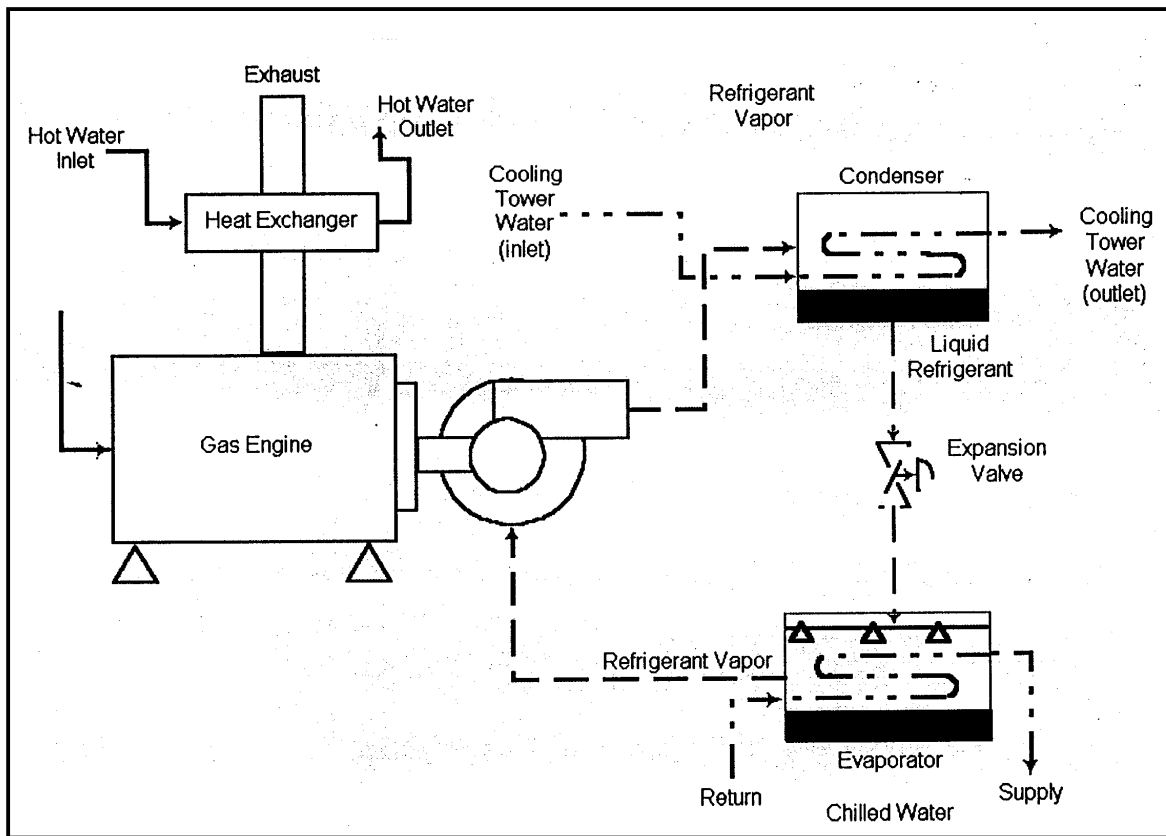 Exhaust
Hot Water
Inlet
Hot Water
Outlet
Heat Exchanger
Gas Engine
Cooling
Tower
Water
(inlet)
Refrigerant
Vapor
Condenser
Cooling
Tower
Water
(outlet)
Liquid
Refrigerant
Expansion
Valve
Refrigerant Vapor
Evaporator
Return
Chilled Water
Supply